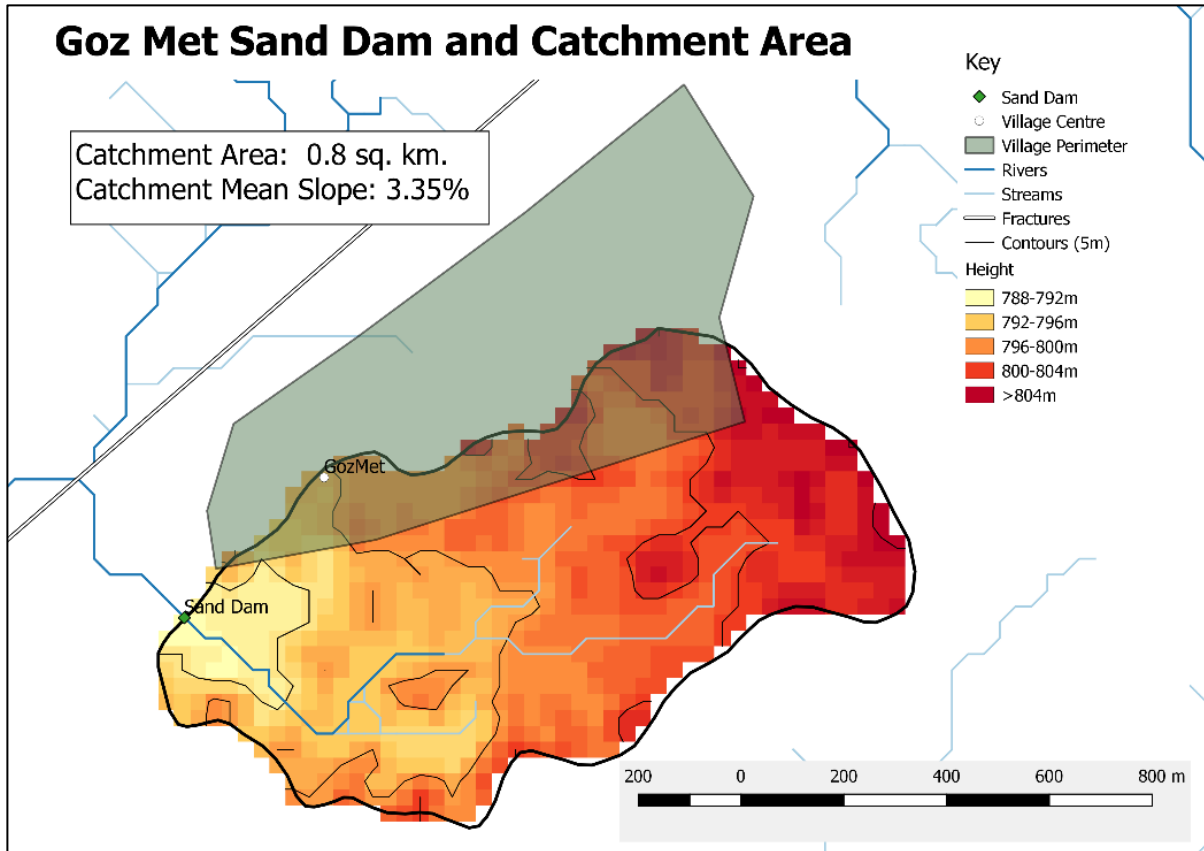 Goz Met Sand Dam and Catchment Area
Catchment Area:  0.8 sq. km.
Catchment Mean Slope: 3.35%
Key
Sand Dam
Village Centre
Village Perimeter
Rivers
Streams
Fractures
Contours (5m)
Height
788-792m
792-796m
796-800m
800-804m
>804m
GozMet
Sand Dam
200 0 200 400 600 800 m